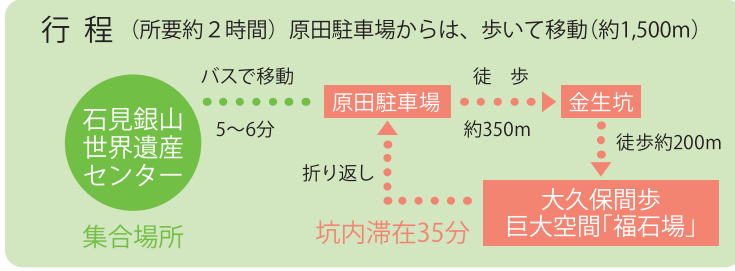 行 程 （所要約２時間）原田駐車場からは、歩いて移動(約1,500m)
バスで移動
5〜6分
石見銀山
世界遺産
センター
集合場所
原田駐車場
徒 歩
約350m
金生坑
徒歩約200m
折り返し
大久保間歩
巨大空間｢福石場｣
坑内滞在35分